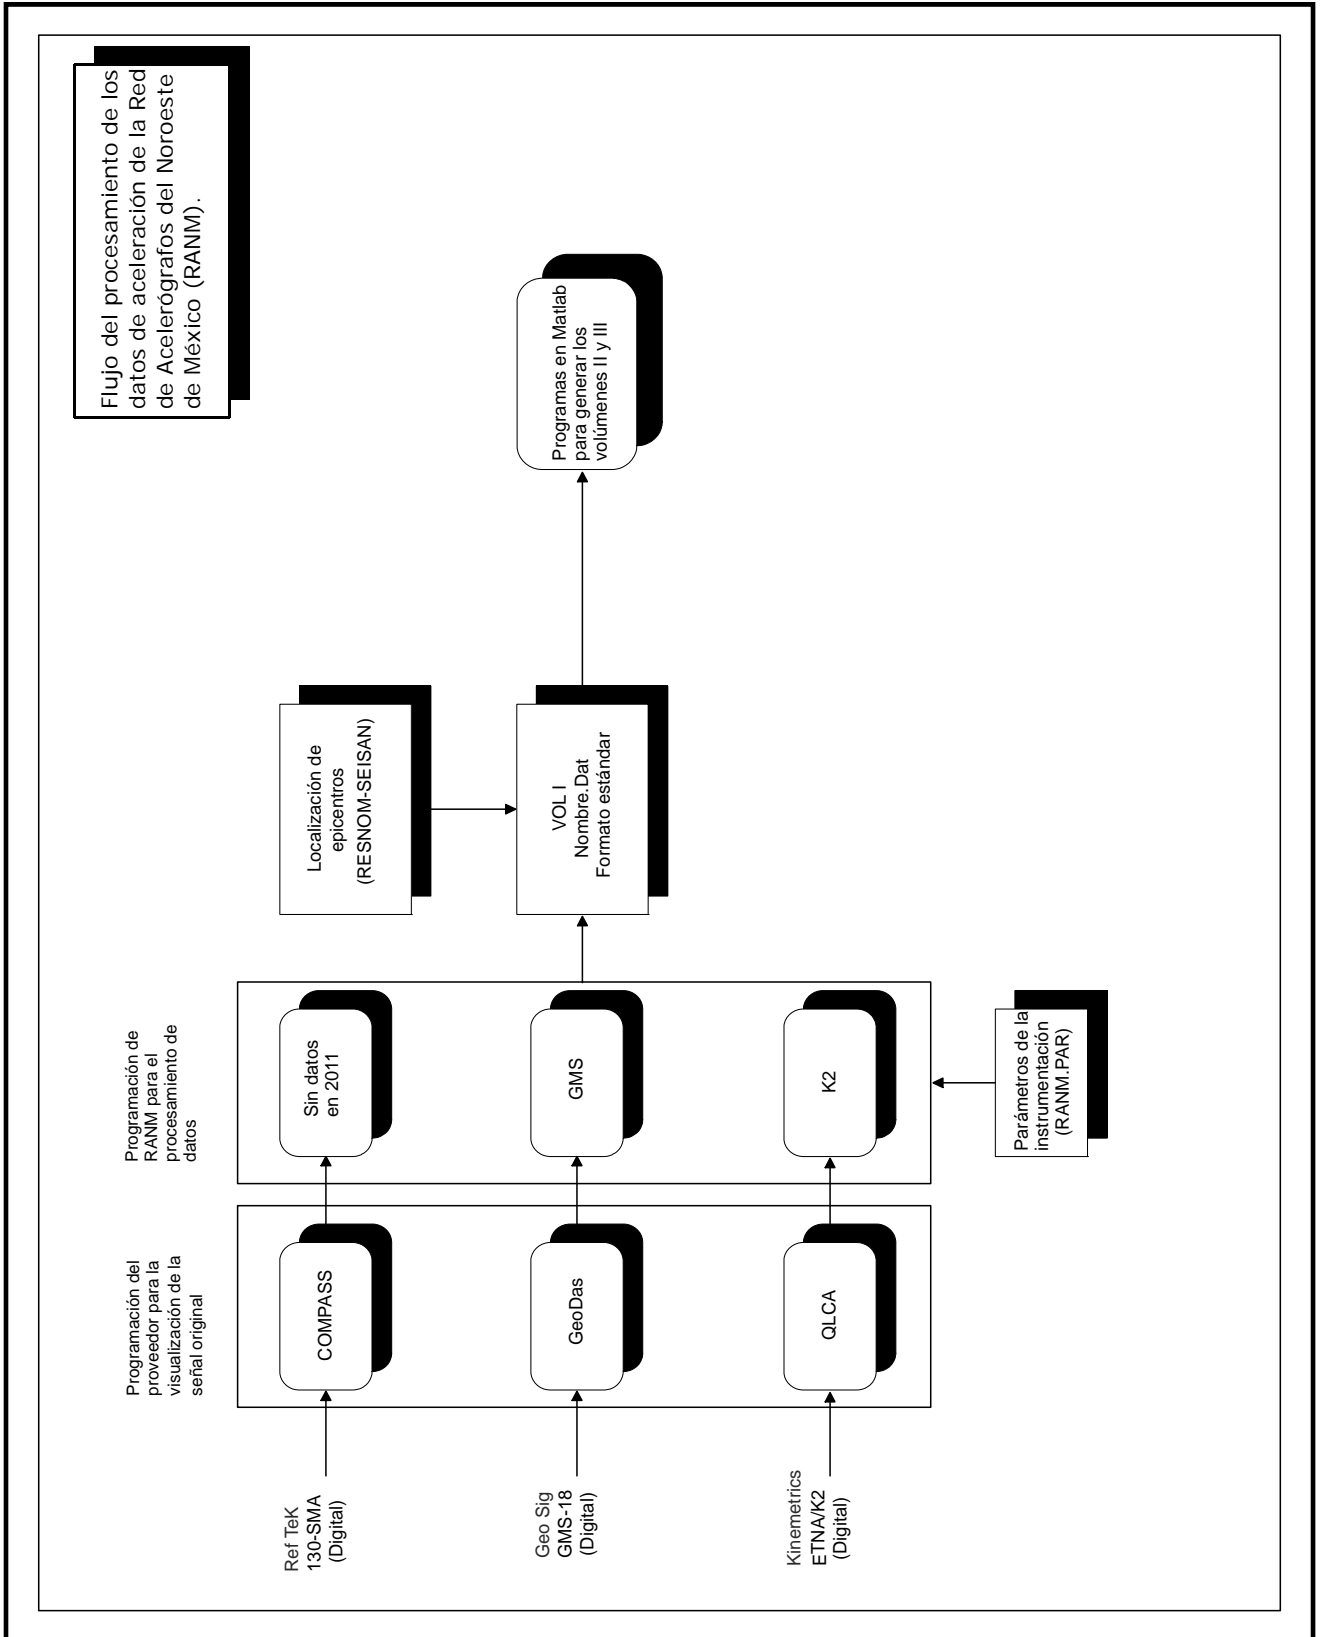 Flujo del procesamiento de los
datos de aceleración de la Red
de Acelerógrafos del Noroeste
de México (RANM).
Programación del
proveedor para la
visualización de la
señal original
Programación de
RANM para el
procesamiento de
datos
Ref TeK
130-SMA
(Digital)
COMPASS
Sin datos
en 2011
Localización de
epicentros
(RESNOM-SEISAN)
Geo Sig
GMS-18
(Digital)
GeoDas
GMS
VOL I
Nombre.Dat
Formato estándar
Programas en Matlab
para generar los
volúmenes II y III
Kinemetrics
ETNA/K2
(Digital)
QLCA
K2
Parámetros de la
instrumentación
(RANM.PAR)